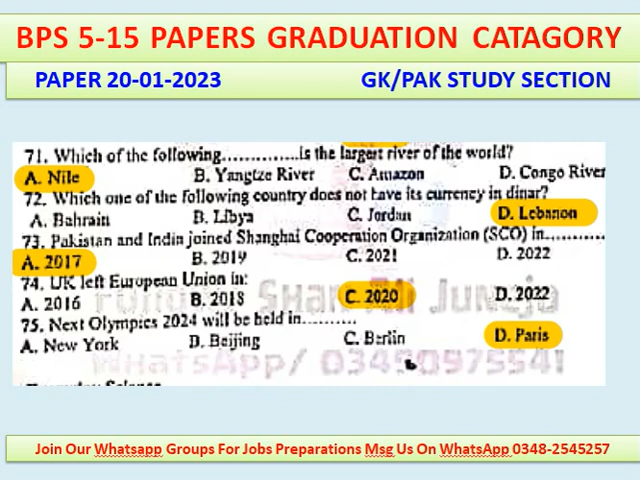 BPS 5-15 PAPERS GRADUATION CATAGORY
PAPER 20-01-2023 GK/PAK STUDY SECTION
71. Which of the following..............is the largest river of the world?
A. Nile B. Yangtze River C. Amazon D. Congo River
72. Which one of the following country does not have its currency in dinar?
A. Bahrain B. Libya C. Jordan D. Lebanon
73. Pakistan and India joined Shanghai Cooperation Organization (SCO) in...........
A. 2017 B. 2019 C. 2021 D. 2022
74. UK left European Union in:
A. 2016 B. 2018 C. 2020 D. 2022
75. Next Olympics 2024 will be held in..........
A. New York B. Beijing C. Berlin D. Paris
WhatsApp/ 03450975541
Join Our Whatsapp Groups For Jobs Preparations Msg Us On WhatsApp 0348-2545257